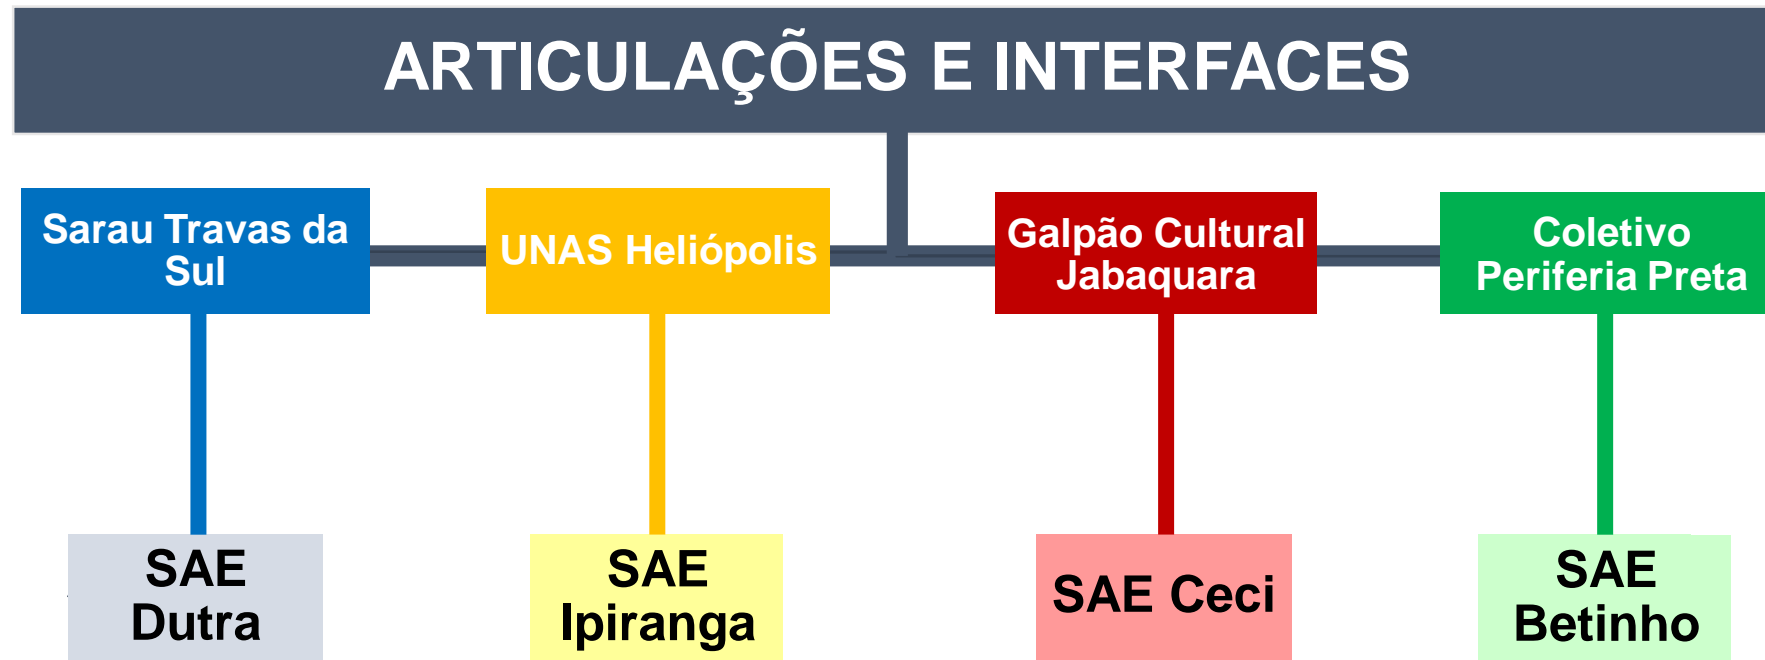 ARTICULAÇÕES E INTERFACES
Sarau Travas da
Sul
UNAS Heliópolis
Galpão Cultural
Jabaquara
Coletivo
Periferia Preta
SAE
Dutra
SAE
Ipiranga
SAE Ceci
SAE
Betinho